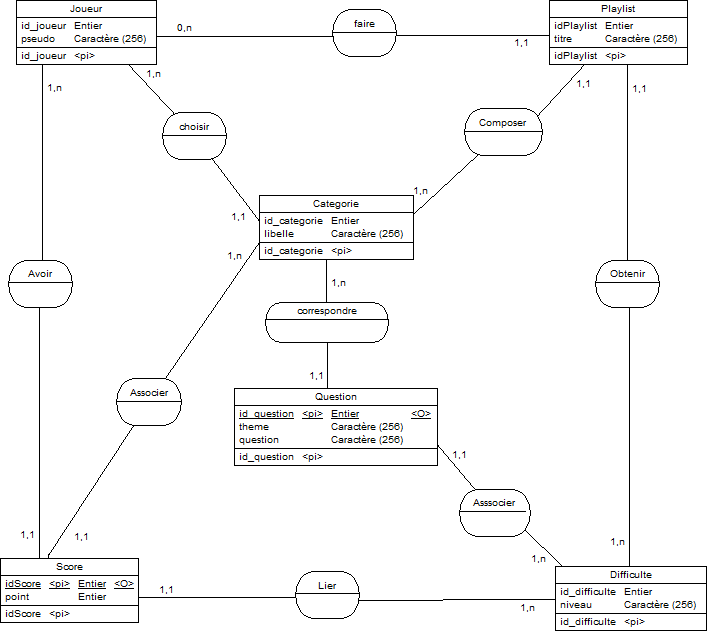 Joueur
id_joueur Entier
pseudo Caractère (256)
id_joueur <pi>
0,n
faire
1,1
Playlist
idPlaylist Entier
titre Caractère (256)
idPlaylist <pi>
1,n
1,n
choisir
1,1
Composer
1,1
1,1
1,n
Categorie
id_categorie Entier
libelle Caractère (256)
id_categorie <pi>
1,n
Avoir
1,n
correspondre
Obtenir
1,1
Associer
Question
id_question <pi> Entier <O>
theme Caractère (256)
question Caractère (256)
id_question <pi>
1,1
Asssocier
1,n
1,n
1,1
1,1
Score
idScore <pi> Entier <O>
point Entier
idScore <pi>
1,1
Lier
1,n
Difficulte
id_difficulte Entier
niveau Caractère (256)
id_difficulte <pi>